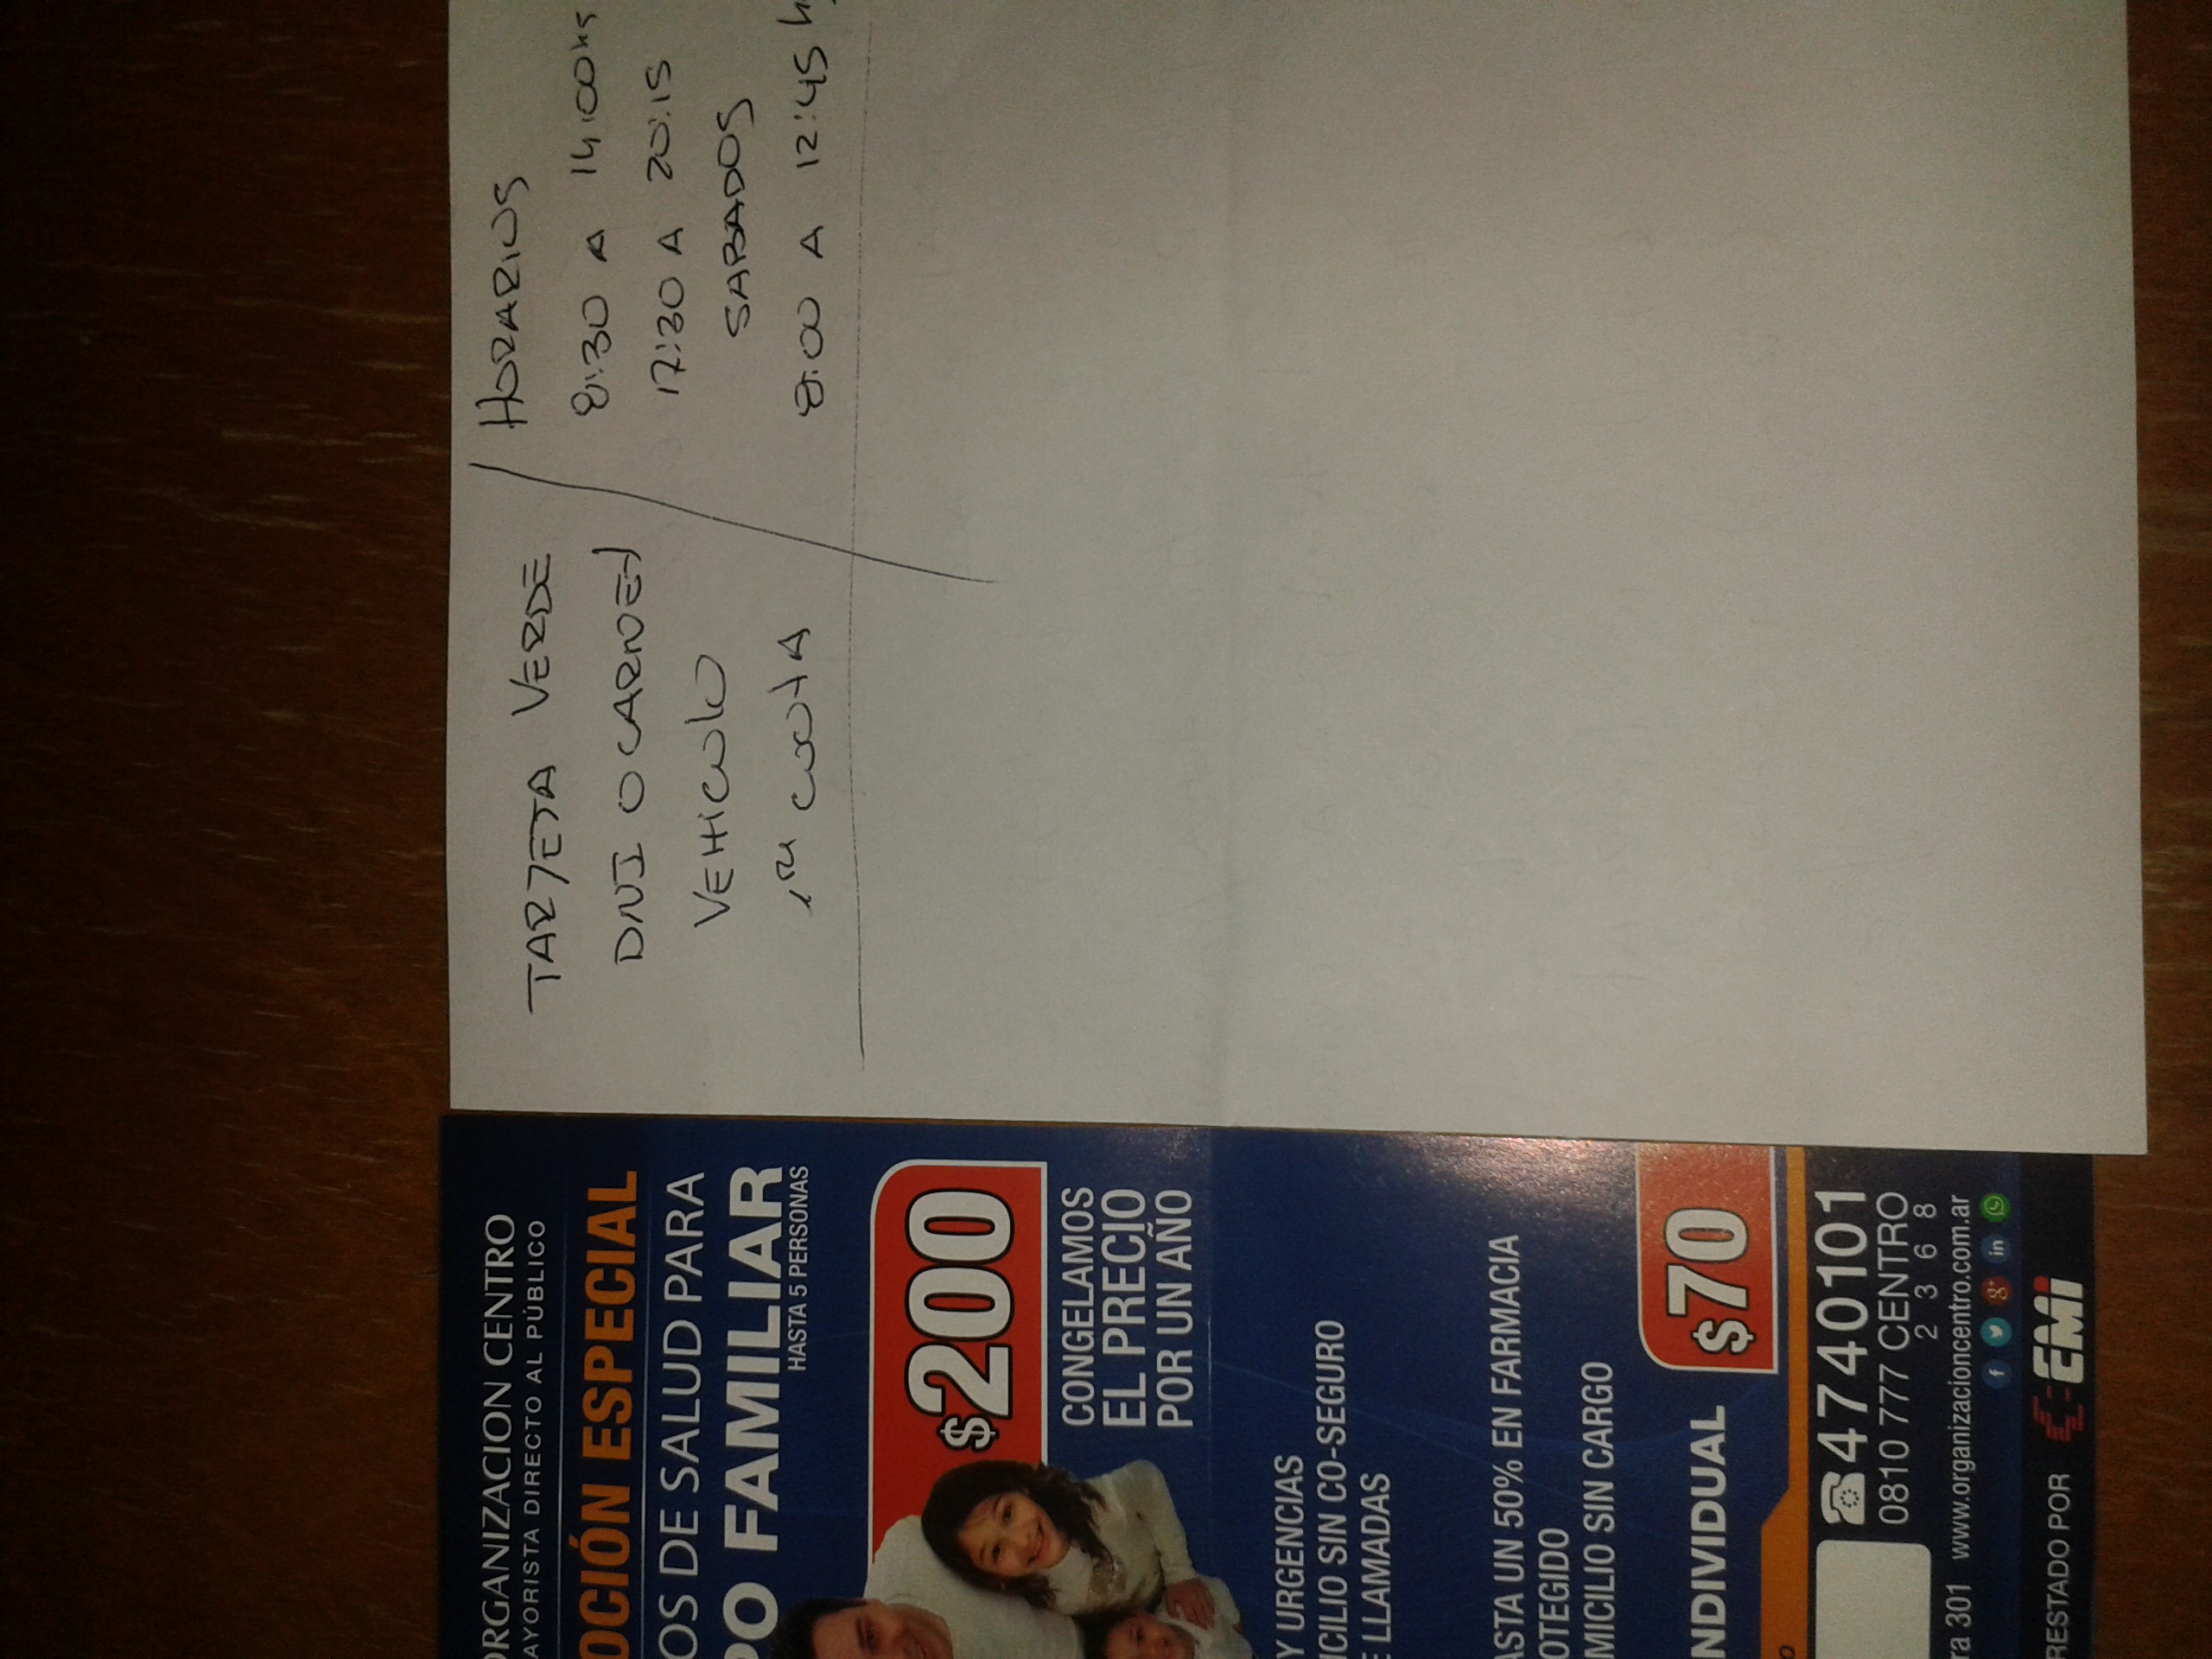 ORGANIZACION CENTRO
AYORISTA DIRECTO AL PÚBLICO
OCIÓN ESPECIAL
OS DE SALUD PARA
PO FAMILIAR
HASTA 5 PERSONAS
$200
CONGELAMOS
EL PRECIO
POR UN AÑO
Y URGENCIAS
ICILIO SIN CO-SEGURO
E LLAMADAS
ASTA UN 50% EN FARMACIA
OTEGIDO
MICILIO SIN CARGO
NDIVIDUAL
$70
o
4740101
0810 777 CENTRO
2 3 6 8
ra 301 www.organizacioncentro.com.ar
f g+ in
RESTADO POR EMI
TARJETA VERDE
DNI O CARNET
VEHICULO
1ra CUOTA
HORARIOS
8:30 A 14:00hs
17:30 A 20:15
SABADOS
8:00 A 12:45 h